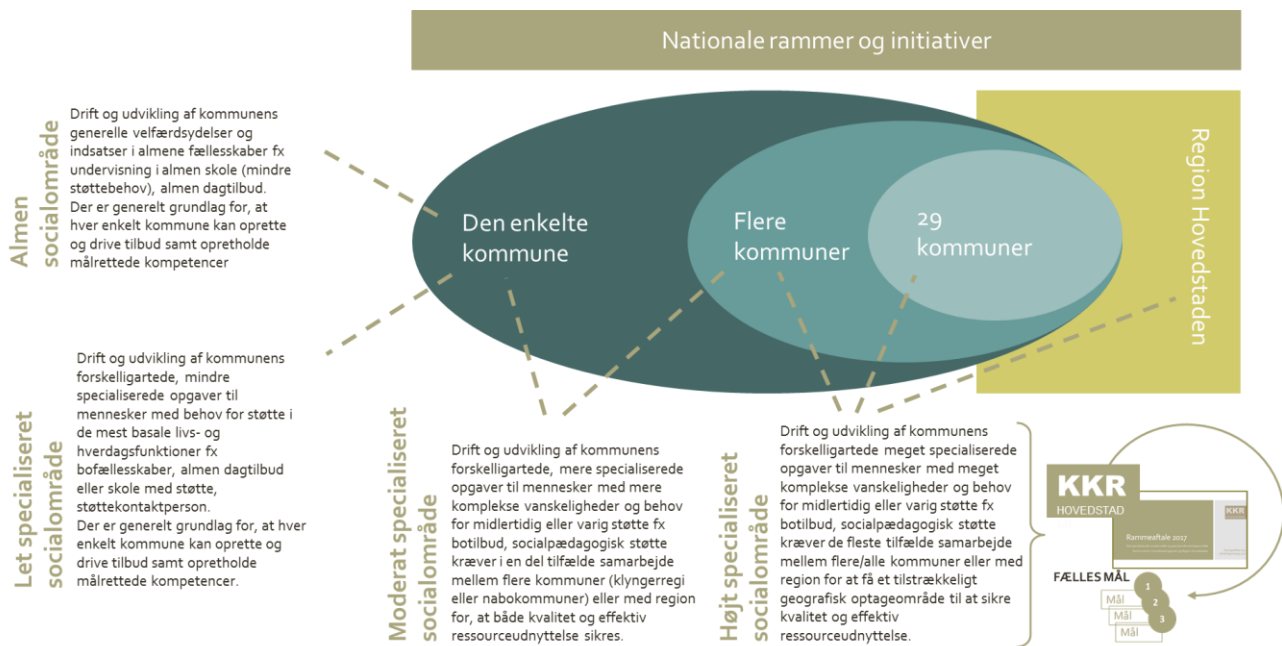 Nationale rammer og initiativer
Almen
socialområde
Drift og udvikling af kommunens
generelle velfærdsydelser og
indsatser i almene fællesskaber fx
undervisning i almen skole (mindre
støttebehov), almen dagtilbud.
Der er generelt grundlag for, at
hver enkelt kommune kan oprette
og drive tilbud samt opretholde
målrettede kompetencer
Den enkelte
kommune
Flere
kommuner
29
kommuner
Region Hovedstaden
Let specialiseret
socialområde
Drift og udvikling af kommunens
forskelligartede, mindre
specialiserede opgaver til
mennesker med behov for støtte i
de mest basale livs- og
hverdagsfunktioner fx
bofællesskaber, almen dagtilbud
eller skole med støtte,
støttekontaktperson.
Der er generelt grundlag for, at hver
enkelt kommune kan oprette og
drive tilbud samt opretholde
målrettede kompetencer.
Moderat specialiseret
socialområde
Drift og udvikling af kommunens
forskelligartede, mere specialiserede
opgaver til mennesker med mere
komplekse vanskeligheder og behov
for midlertidig eller varig støtte fx
botilbud, socialpædagogisk støtte
kræver i en del tilfælde samarbejde
mellem flere kommuner (klyngerregi
eller nabokommuner) eller med region
for, at både kvalitet og effektiv
ressourceudnyttelse sikres.
Højt specialiseret
socialområde
Drift og udvikling af kommunens
forskelligartede meget specialiserede
opgaver til mennesker med meget
komplekse vanskeligheder og behov
for midlertidig eller varig støtte fx
botilbud, socialpædagogisk støtte
kræver de fleste tilfælde samarbejde
mellem flere/alle kommuner eller med
region for at få et tilstrækkeligt
geografisk optageområde til at sikre
kvalitet og effektiv
ressourceudnyttelse.
KKR
HOVEDSTAD
KKR
Rammeaftale 2017
FÆLLES MÅL
1
Mål
2
Mål
3
Mål